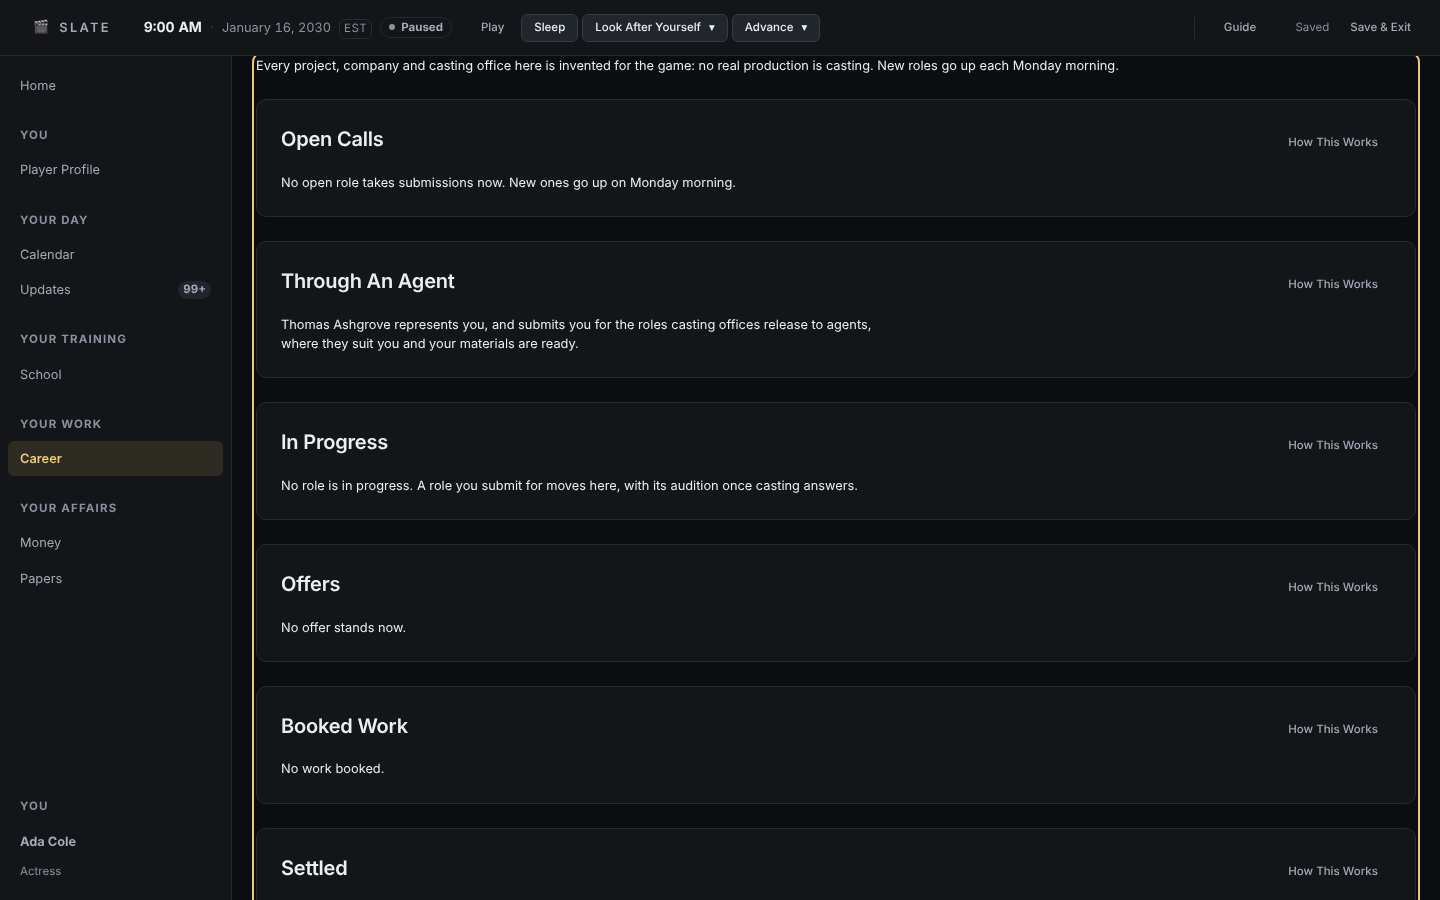 SLATE
9:00 AM · January 16, 2030 EST Paused
Play
Sleep
Look After Yourself ▾
Advance ▾
Guide
Saved
Save & Exit
Home
YOU
Player Profile
YOUR DAY
Calendar
Updates 99+
YOUR TRAINING
School
YOUR WORK
Career
YOUR AFFAIRS
Money
Papers
YOU
Ada Cole
Actress
Every project, company and casting office here is invented for the game: no real production is casting. New roles go up each Monday morning.
Open Calls
How This Works
No open role takes submissions now. New ones go up on Monday morning.
Through An Agent
How This Works
Thomas Ashgrove represents you, and submits you for the roles casting offices release to agents,
where they suit you and your materials are ready.
In Progress
How This Works
No role is in progress. A role you submit for moves here, with its audition once casting answers.
Offers
How This Works
No offer stands now.
Booked Work
How This Works
No work booked.
Settled
How This Works